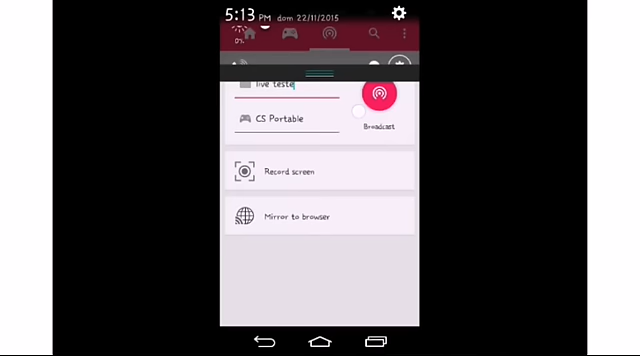 5:13 PM dom 22/11/2015
0%
live teste
CS Portable
Broadcast
Record screen
Mirror to browser